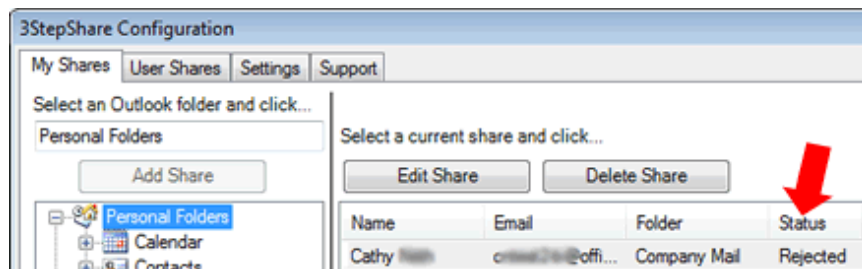 3StepShare Configuration
My Shares User Shares Settings Support
Select an Outlook folder and click...
Personal Folders
Add Share
Personal Folders
Calendar
Contacts
Select a current share and click...
Edit Share Delete Share
Name Email Folder Status
Cathy Company Mail Rejected